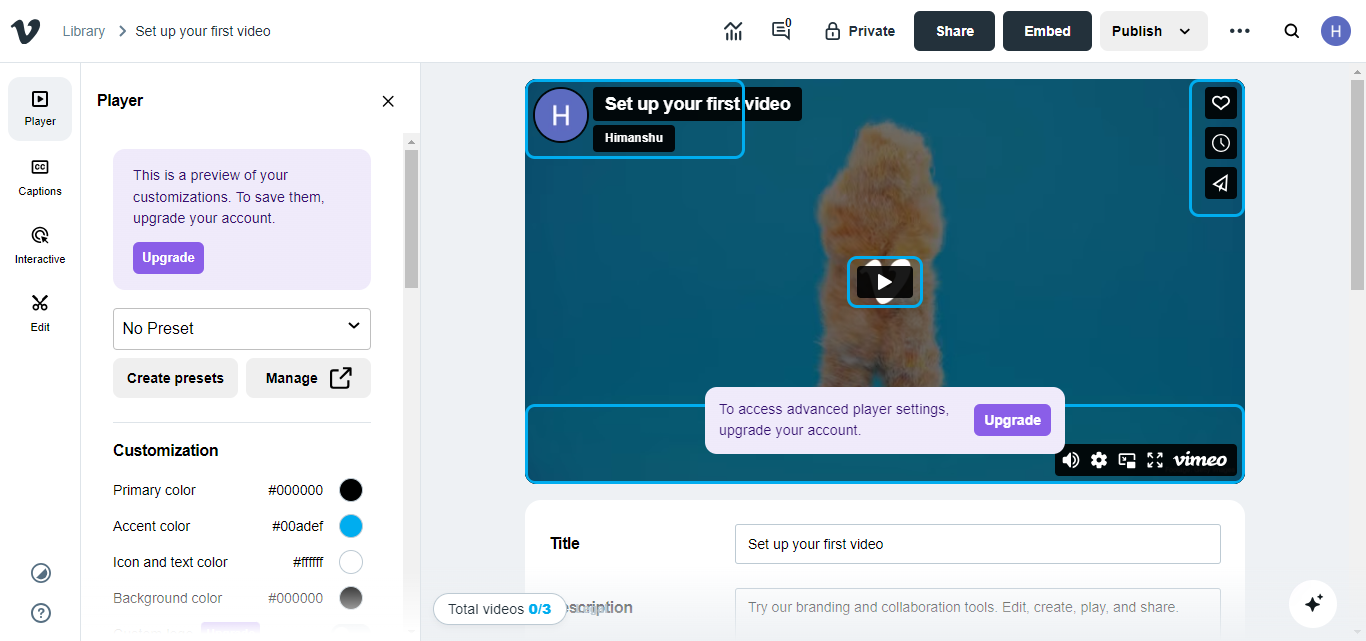 Library
Set up your first video
0
Private
Share
Embed
Publish
H
Player
Captions
Interactive
Edit
Player
This is a preview of your
customizations. To save them,
upgrade your account.
Upgrade
No Preset
Create presets
Manage
Customization
Primary color #000000
Accent color #00adef
Icon and text color #ffffff
Background color #000000
H
Set up your first video
Himanshu
To access advanced player settings,
upgrade your account.
Upgrade
vimeo
Title
Set up your first video
Total videos 0/3
Try our branding and collaboration tools. Edit, create, play, and share.